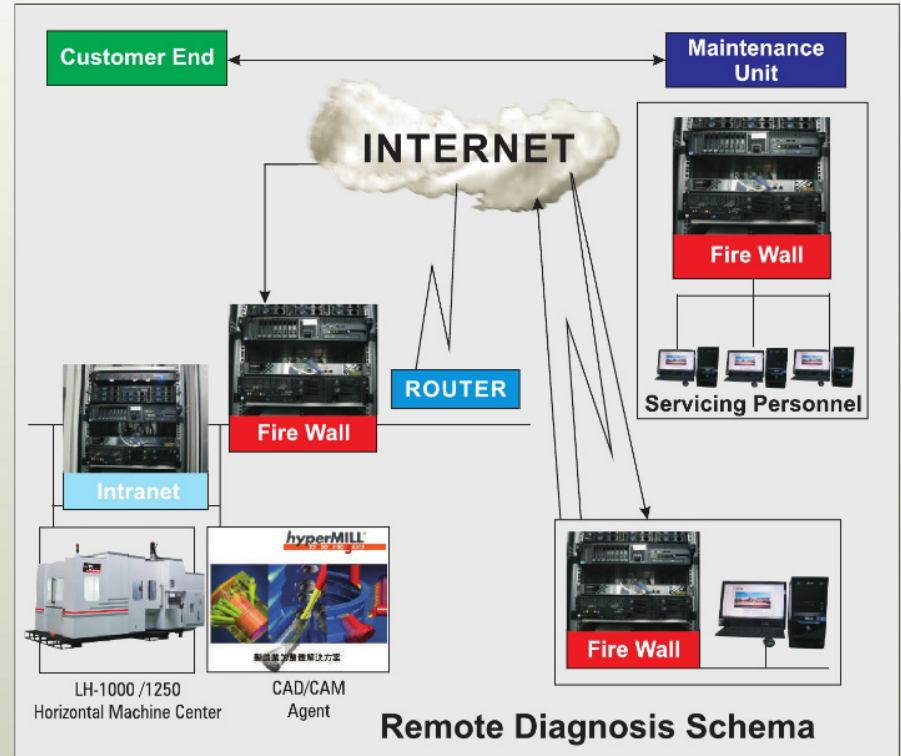 Customer End
Maintenance
Unit
INTERNET
Fire Wall
Servicing Personnel
ROUTER
Fire Wall
Intranet
hyperMILL®
LH-1000 /1250
Horizontal Machine Center
CAD/CAM
Agent
Fire Wall
Remote Diagnosis Schema